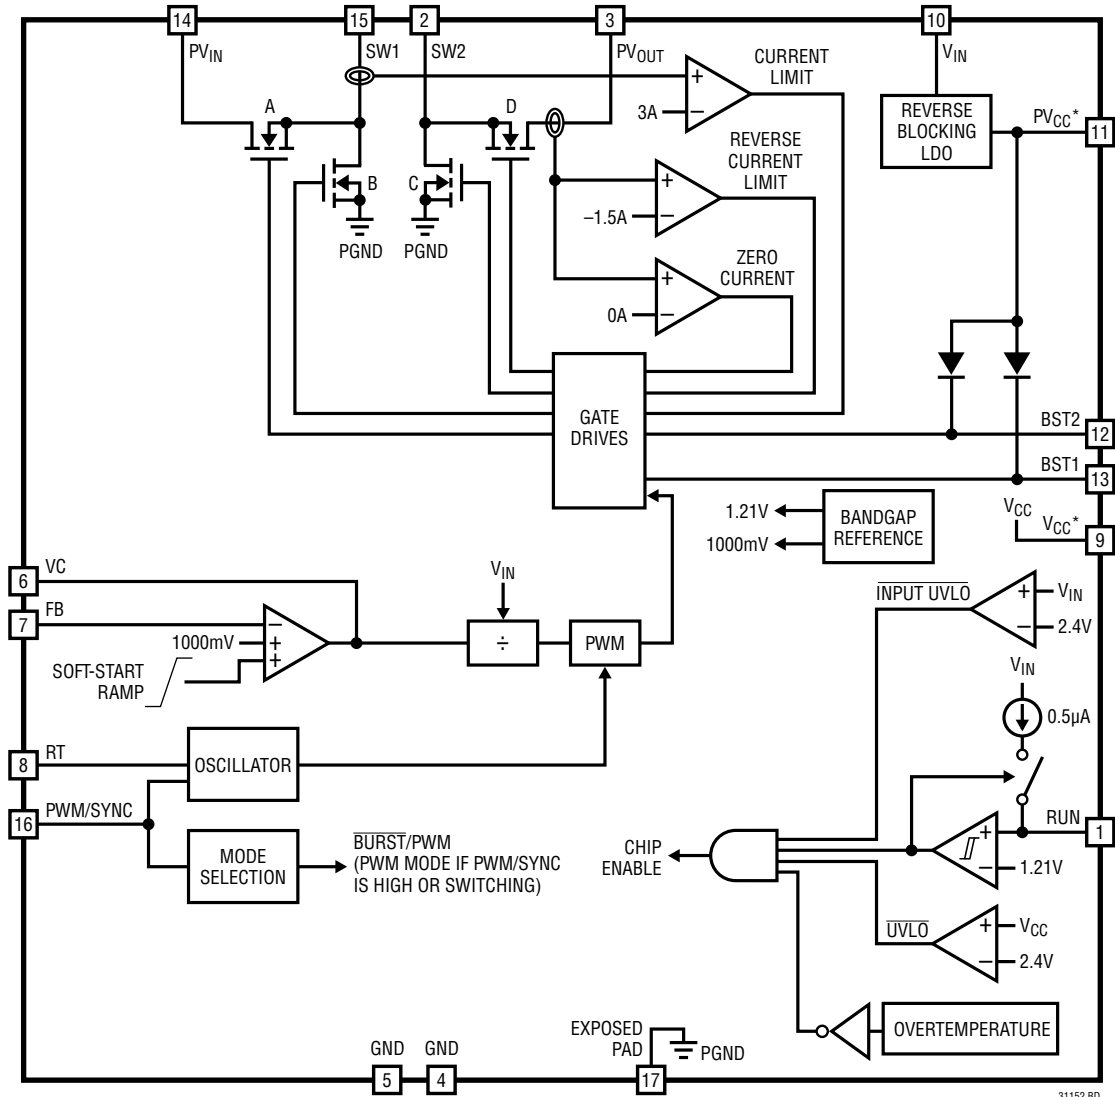 14
15
2
3
10
PVIN
SW1
SW2
PVOUT
VIN
CURRENT
LIMIT
+
3A
–
A
D
REVERSE
BLOCKING
LDO
PVCC*
11
REVERSE
CURRENT
LIMIT
B
C
+
–1.5A
–
PGND
PGND
ZERO
CURRENT
+
0A
–
GATE
DRIVES
BST2
12
BST1
13
1.21V
1000mV
BANDGAP
REFERENCE
VCC
VCC*
9
6
VC
7
FB
–
1000mV
+
+
SOFT-START
RAMP
VIN
÷
PWM
INPUT UVLO
+
VIN
–
2.4V
VIN
0.5µA
8
RT
OSCILLATOR
16
PWM/SYNC
MODE
SELECTION
BURST/PWM
(PWM MODE IF PWM/SYNC
IS HIGH OR SWITCHING)
CHIP
ENABLE
RUN
1
+
–
1.21V
UVLO
+
VCC
–
2.4V
OVERTEMPERATURE
EXPOSED
PAD
PGND
GND
GND
5
4
17
31152 BD